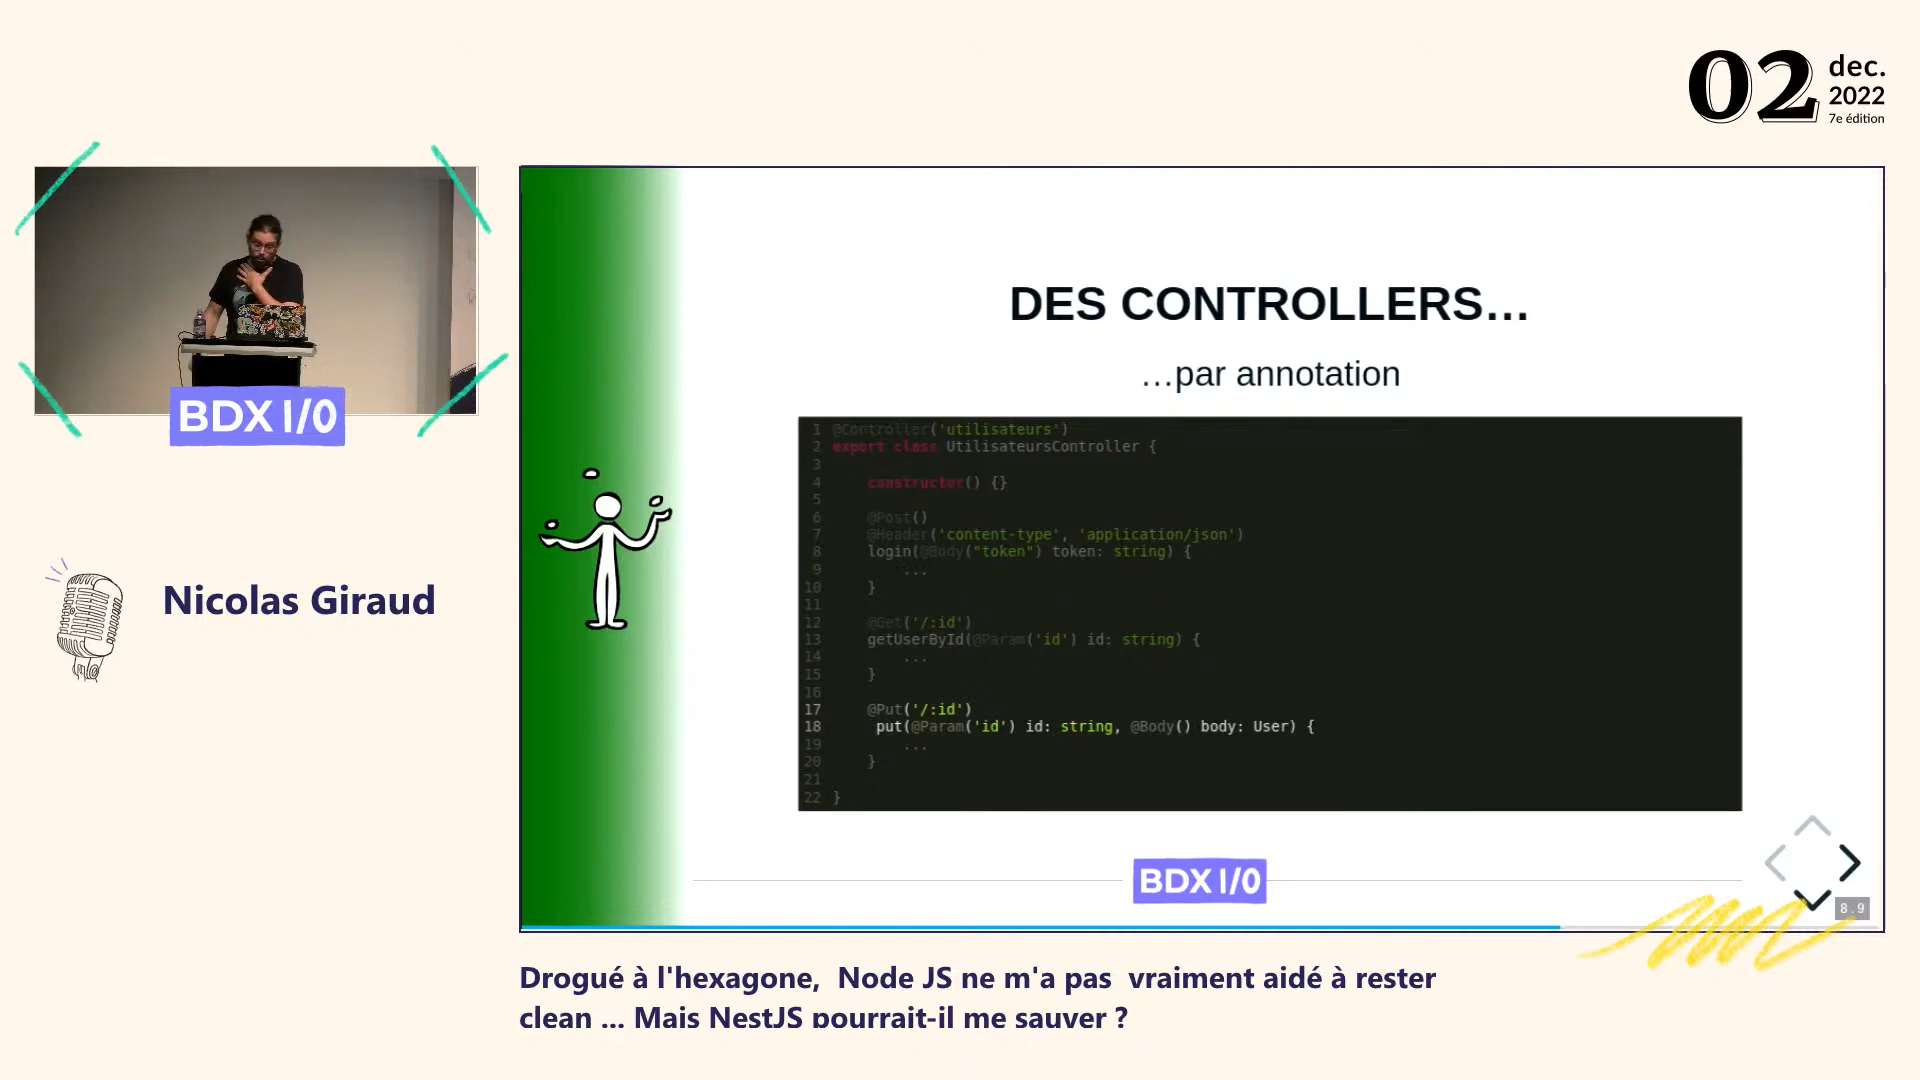 02
dec.
2022
7e édition
BDX I/O
Nicolas Giraud
DES CONTROLLERS...
...par annotation
1 @Controller('utilisateurs')
2 export class UtilisateursController {
3
4 constructor() {}
5
6 @Post()
7 @Header('content-type', 'application/json')
8 login(@Body("token") token: string) {
9 ...
10 }
11
12 @Get('/:id')
13 getUserById(@Param('id') id: string) {
14 ...
15 }
16
17 @Put('/:id')
18 put(@Param('id') id: string, @Body() body: User) {
19 ...
20 }
21
22 }
BDX I/O
8.9
Drogué à l'hexagone, Node JS ne m'a pas vraiment aidé à rester
clean ... Mais NestJS pourrait-il me sauver ?